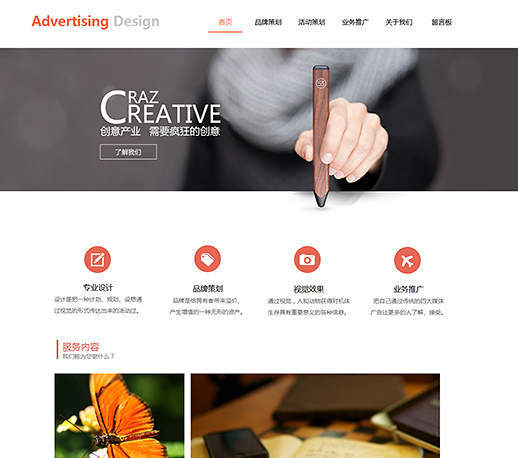 Advertising Design
首页 品牌策划 活动策划 业务推广 关于我们 留言板
CRAZ
CREATIVE
创意产业 需要疯狂的创意
了解我们
专业设计 品牌策划 视觉效果 业务推广
设计是把一种计划、规划、设想通 品牌是给拥有者带来溢价、 通过视觉，人和动物获得对机体 把自己通过传统的四大媒体
过视觉的形式传达出来的活动过。 产生增值的一种无形的资产。 生存具有重要意义的各种信息。 广告让更多的人了解、接受。
服务内容
我们能为您做什么？